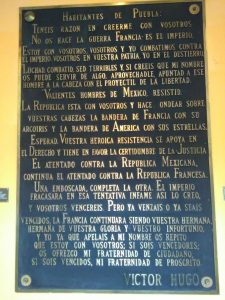 HABITANTES DE PUEBLA:
TENEIS RAZON DE CREERME CON VOSOTROS
NO OS HACE LA GUERRA FRANCIA ES EL IMPERIO.
ESTOY CON VOSOTROS, VOSOTROS Y YO COMBATIMOS CONTRA
EL IMPERIO, VOSOTROS EN VUESTRA PATRIA, YO EN EL DESTIERRO.
LUCHAD, COMBATID, SED TERRIBLES Y SI CREEIS QUE MI NOMBRE
OS PUEDE SERVIR DE ALGO, APROVECHADLE, APUNTAD A ESE
HOMBRE A LA CABEZA CON EL PROYECTIL DE LA LIBERTAD.
VALIENTES HOMBRES DE MEXICO, RESISTID.
LA REPUBLICA ESTA CON VOSOTROS Y HACE ONDEAR SOBRE
VUESTRAS CABEZAS LA BANDERA DE FRANCIA CON SU
ARCOIRIS Y LA BANDERA DE AMERICA CON SUS ESTRELLAS.
ESPERAD. VUESTRA HEROICA RESISTENCIA SE APOYA EN
EL DERECHO Y TIENE EN FAVOR LA CERTIDUMBRE DE LA JUSTICIA
EL ATENTADO CONTRA LA REPUBLICA MEXICANA,
CONTINUA EL ATENTADO CONTRA LA REPUBLICA FRANCESA.
UNA EMBOSCADA, COMPLETA LA OTRA. EL IMPERIO
FRACASARA EN ESA TENTATIVA INFAME ASI LO CREO,
Y VOSOTROS VENCEREIS. PERO YA VENZAIS O YA SEAIS
VENCIDOS, LA FRANCIA CONTINUARA SIENDO VUESTRA HERMANA,
HERMANA DE VUESTRA GLORIA Y VUESTRO INFORTUNIO,
Y YO YA QUE APELAIS A MI NOMBRE OS REPITO
QUE ESTOY CON VOSOTROS; SI SOIS VENCEDORES;
OS OFREZCO MI FRATERNIDAD DE CIUDADANO,
SI SOIS VENCIDOS, MI FRATERNIDAD DE PROSCRITO.
VICTOR HUGO